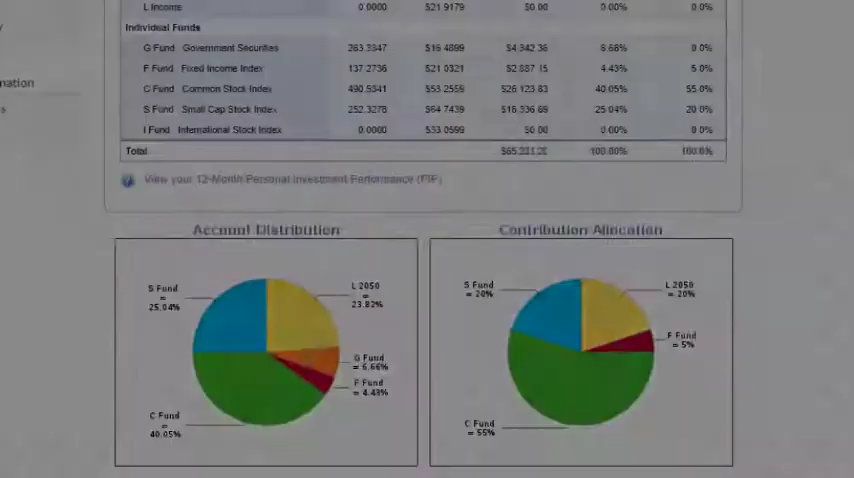 L Income 0.0000 $21.9179 $0.00 0.00% 0.0%
Individual Funds
G Fund Government Securities 263.3347 $16.4899 $4,342.36 6.66% 0.0%
F Fund Fixed Income Index 137.2736 $21.0321 $2,887.15 4.43% 5.0%
C Fund Common Stock Index 490.5341 $53.2559 $26,123.83 40.05% 55.0%
S Fund Small Cap Stock Index 252.3278 $64.7439 $16,336.69 25.04% 20.0%
I Fund International Stock Index 0.0000 $33.0599 $0.00 0.00% 0.0%
Total 100.00% 100.0%
mation
s
View your 12-Month Personal Investment Performance (PIP)
Account Distribution
S Fund
=
25.04%
L 2050
=
23.82%
G Fund
= 6.66%
F Fund
= 4.43%
C Fund
=
40.05%
Contribution Allocation
S Fund
= 20%
L 2050
= 20%
F Fund
= 5%
C Fund
= 55%